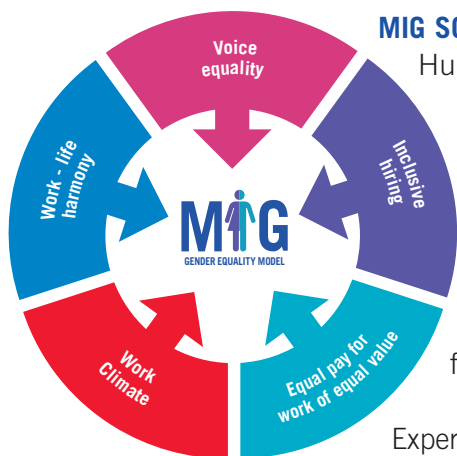 MIG SC
Hu
Voice
equality
Inclusive
hiring
Equal pay for
work of equal value
Work
Climate
Work - life
harmony
MIG
GENDER EQUALITY MODEL
f
Exper